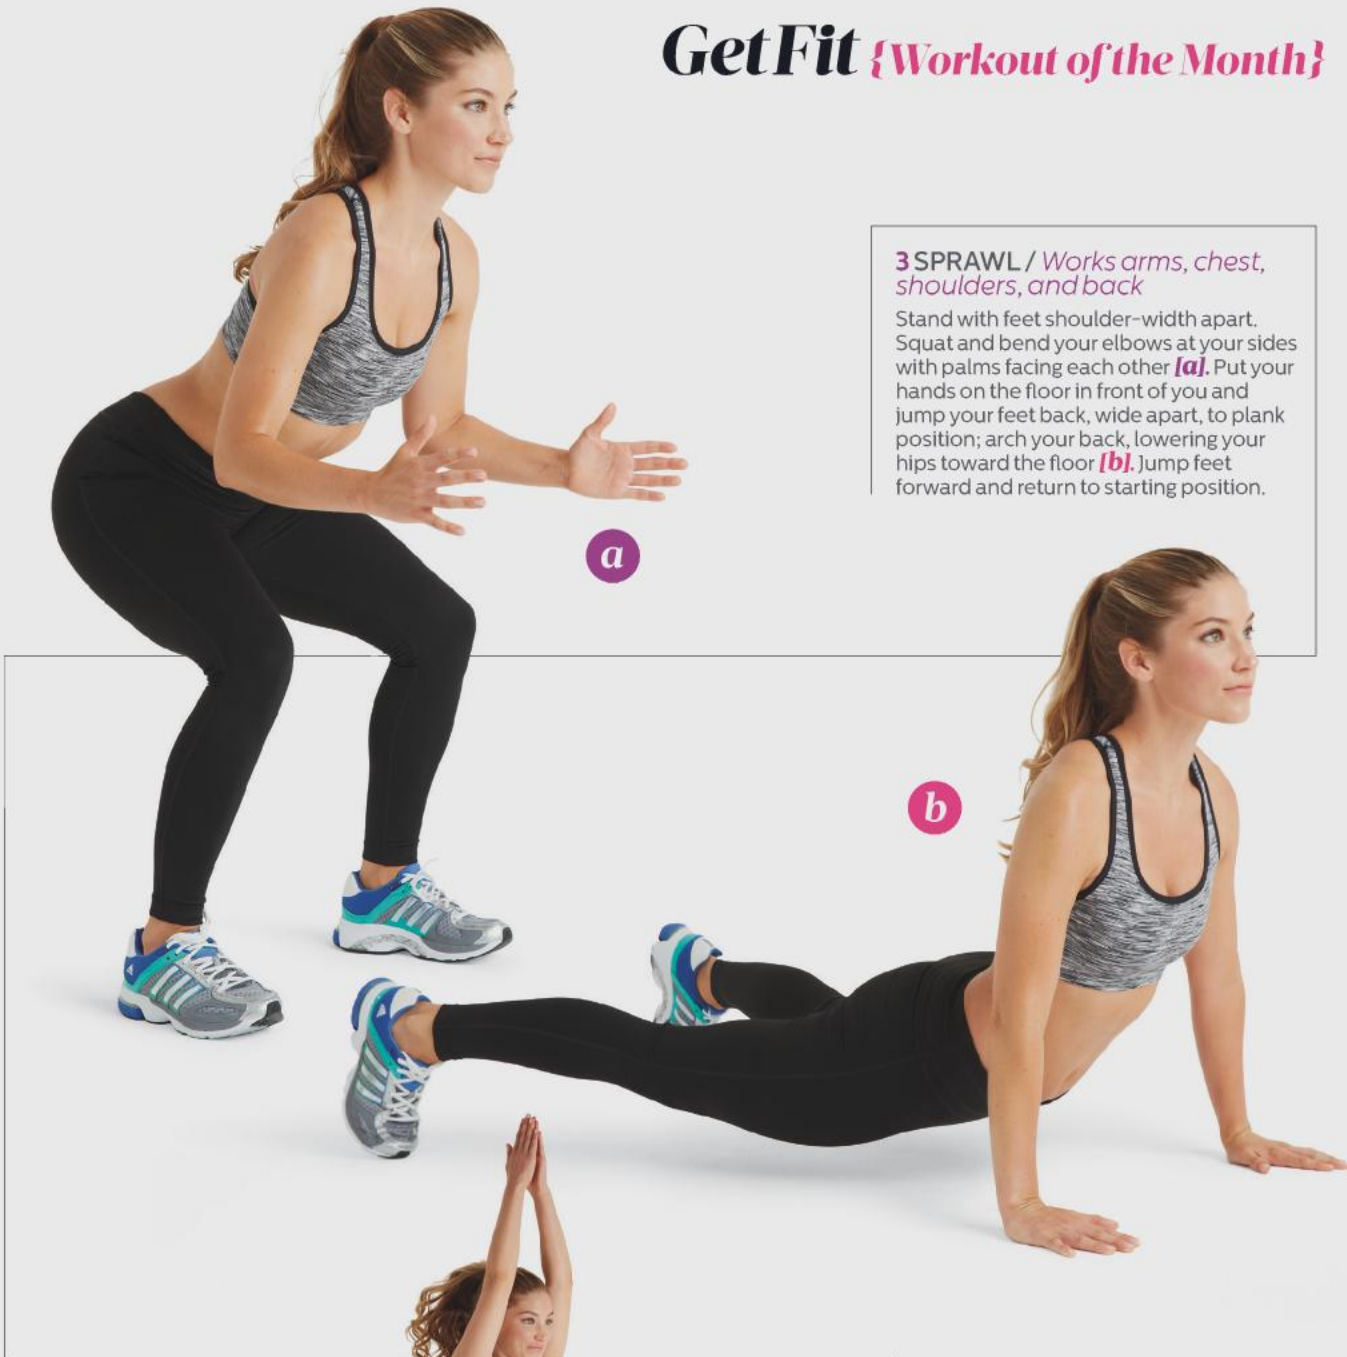 Get Fit {Workout of the Month}
3 SPRAWL / Works arms, chest,
shoulders, and back
Stand with feet shoulder-width apart.
Squat and bend your elbows at your sides
with palms facing each other [a]. Put your
hands on the floor in front of you and
jump your feet back, wide apart, to plank
position; arch your back, lowering your
hips toward the floor [b]. Jump feet
forward and return to starting position.
a
b